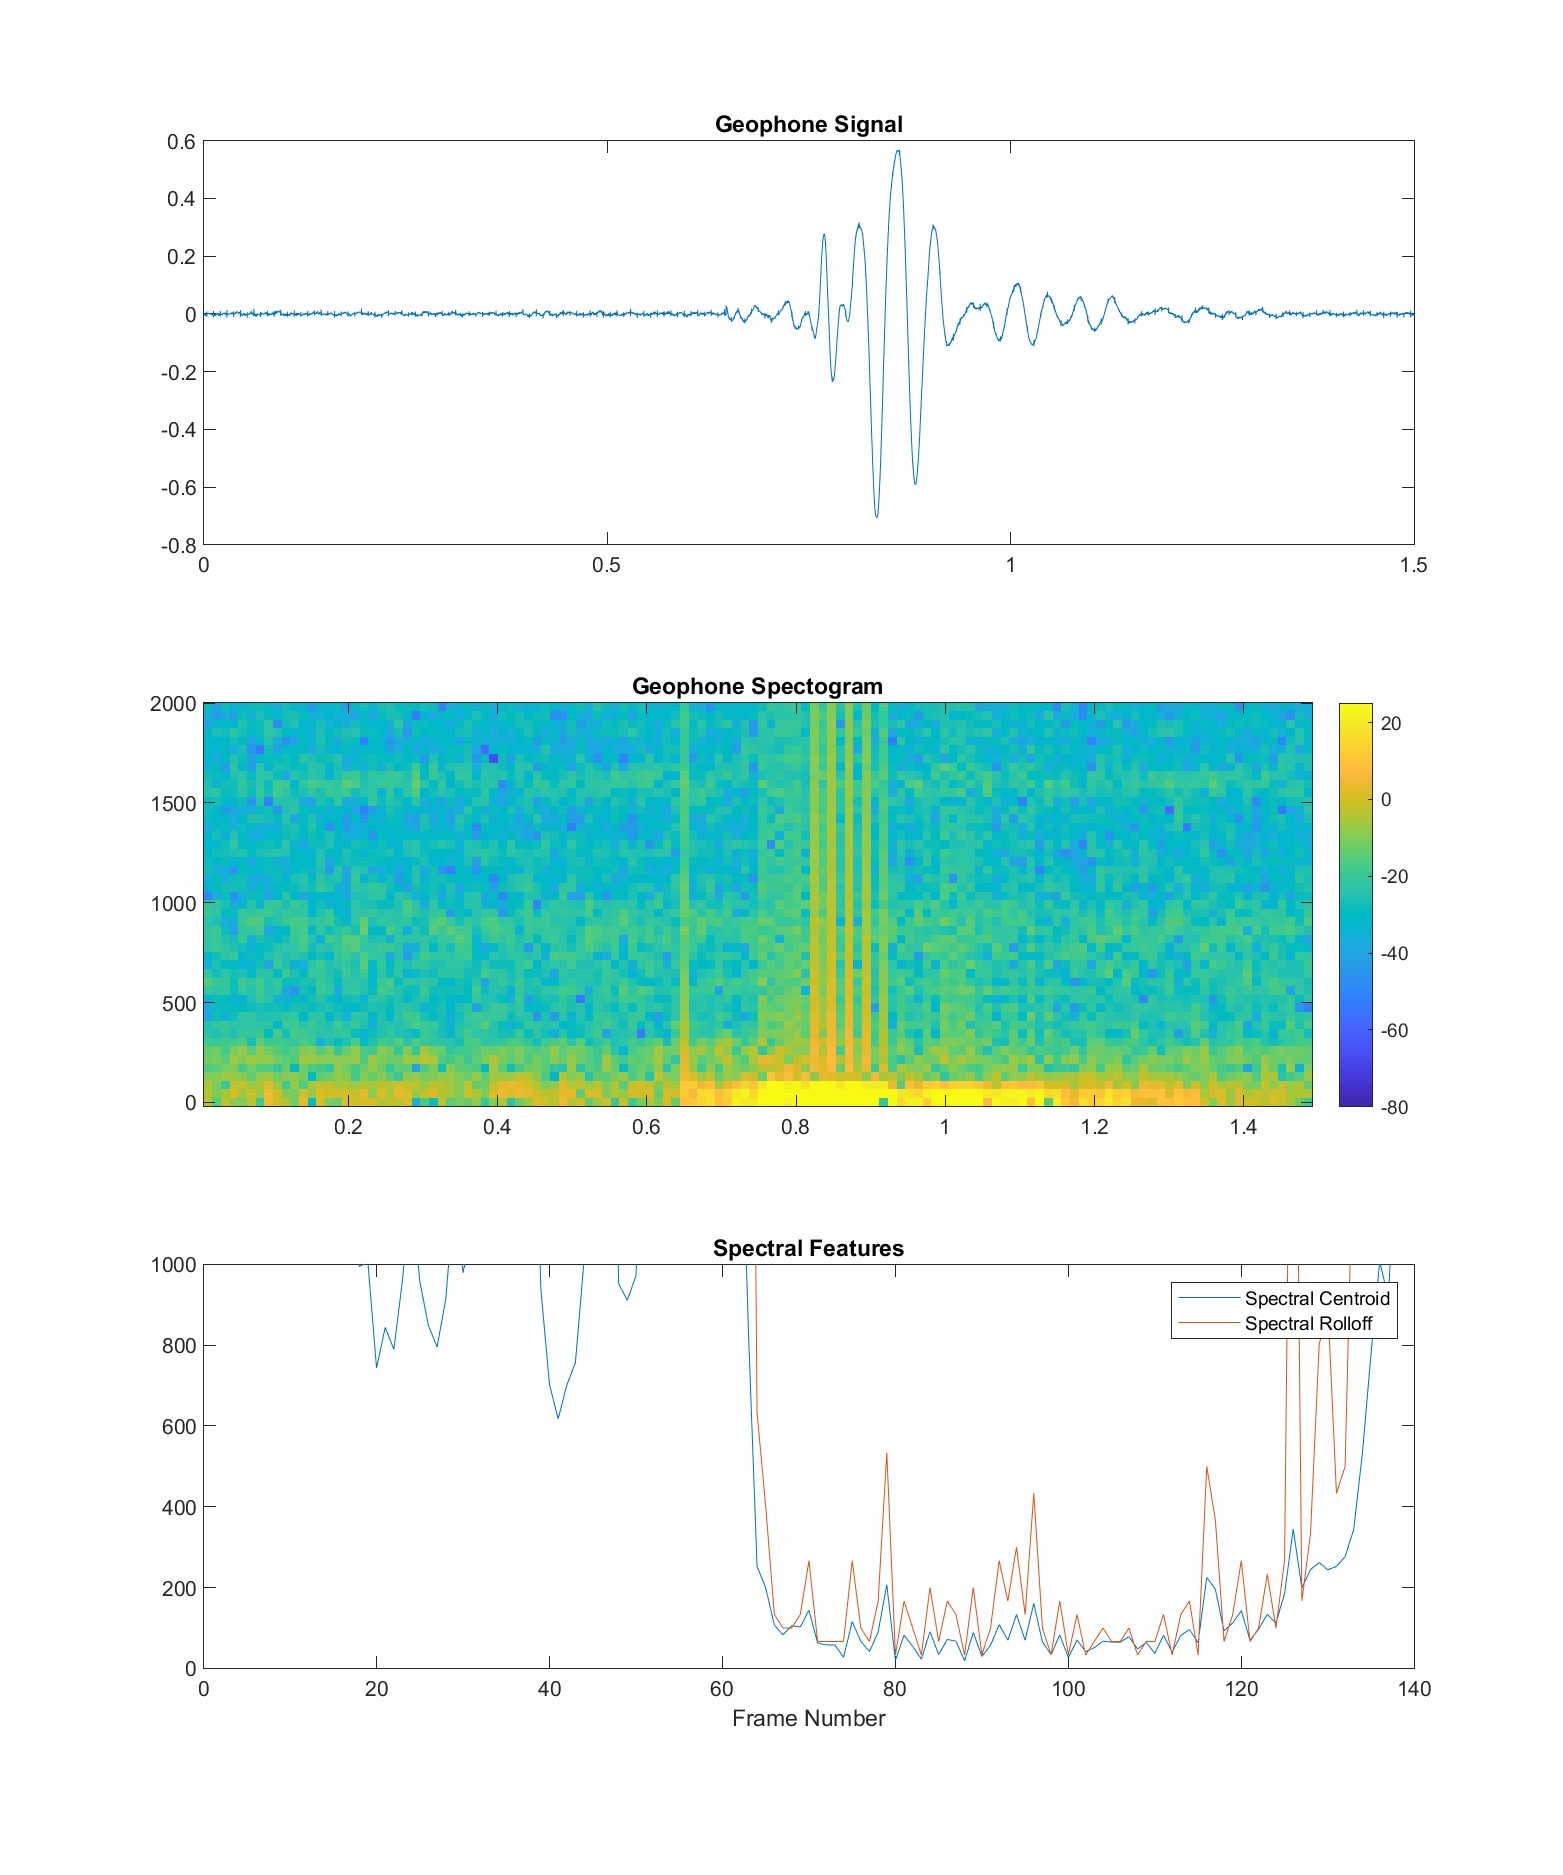 Geophone Signal
0.6
0.4
0.2
0
-0.2
-0.4
-0.6
-0.8
0 0.5 1 1.5
Geophone Spectogram
2000
1500
1000
500
0
0.2 0.4 0.6 0.8 1 1.2 1.4
20
0
-20
-40
-60
-80
Spectral Features
1000
800
600
400
200
0
Spectral Centroid
Spectral Rolloff
0 20 40 60 80 100 120 140
Frame Number